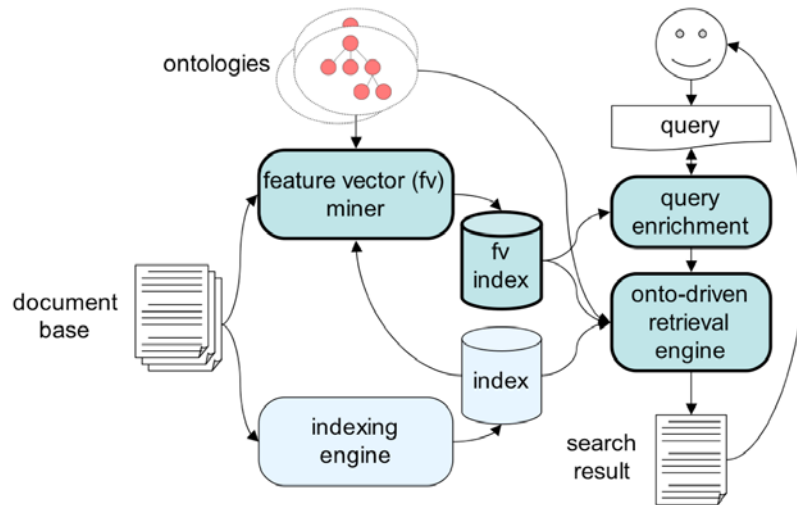 ontologies
query
feature vector (fv)
miner
query
enrichment
fv
index
document
base
onto-driven
retrieval
engine
index
indexing
engine
search
result